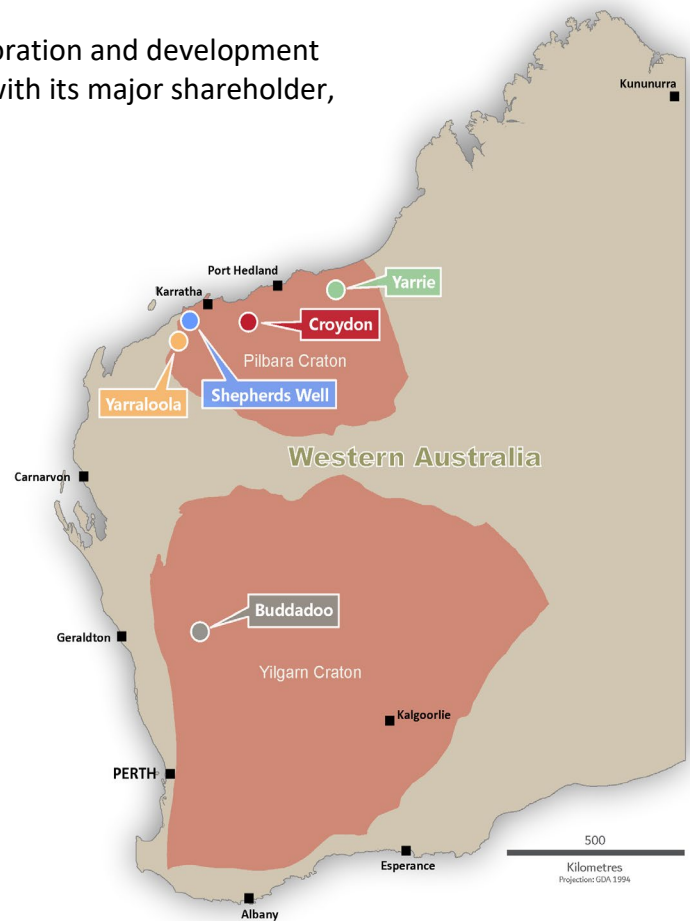 oration and development
with its major shareholder,
Kununurra
Port Hedland
Karratha
Yarrie
Croydon
Pilbara Craton
Shepherds Well
Yarraloola
Western Australia
Carnarvon
Buddadoo
Geraldton
Yilgarn Craton
Kalgoorlie
PERTH
500
Kilometres
Projection: GDA 1994
Esperance
Albany